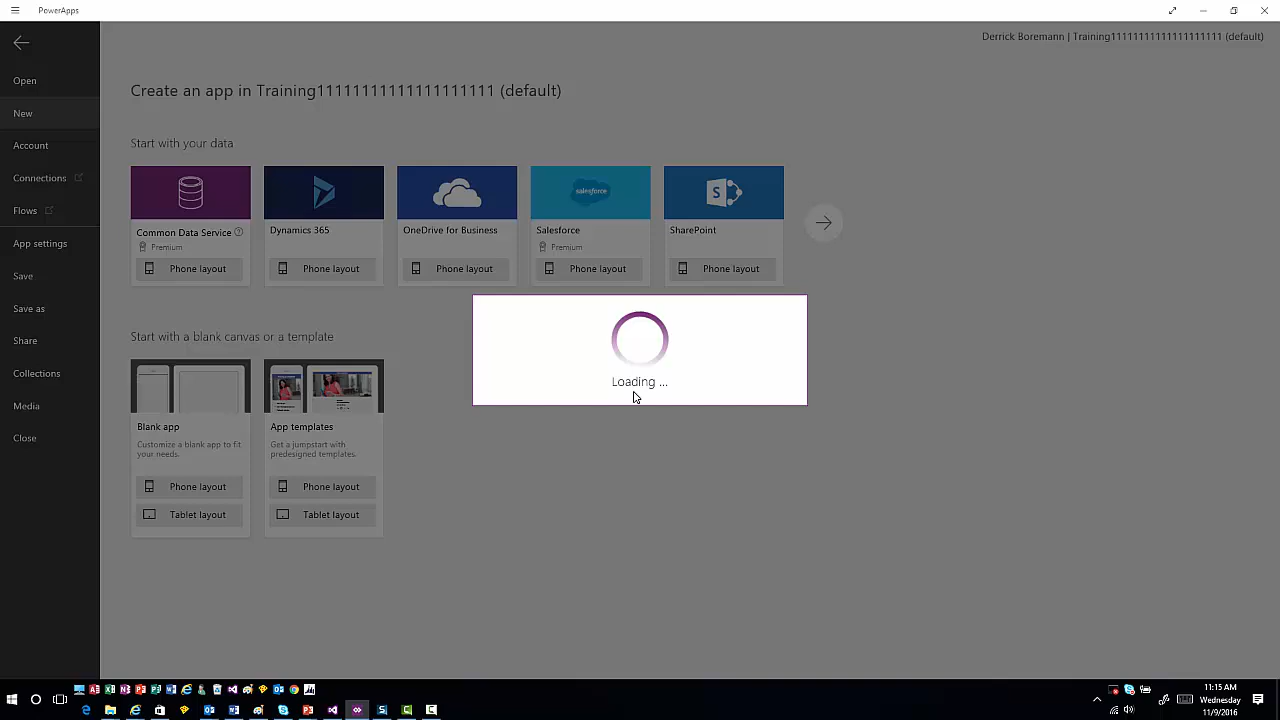 PowerApps
Derrick Boremann | Training11111111111111111111 (default)
Open
New
Account
Connections
Flows
App settings
Save
Save as
Share
Collections
Media
Close
Create an app in Training11111111111111111111 (default)
Start with your data
Common Data Service
Premium
Phone layout
Dynamics 365
Phone layout
OneDrive for Business
Phone layout
salesforce
Salesforce
Premium
Phone layout
S
SharePoint
Phone layout
Loading ...
Start with a blank canvas or a template
Blank app
Customize a blank app to fit
your needs.
Phone layout
Tablet layout
App templates
Get a jumpstart with
predesigned templates.
Phone layout
Tablet layout
11:15 AM
Wednesday
11/9/2016